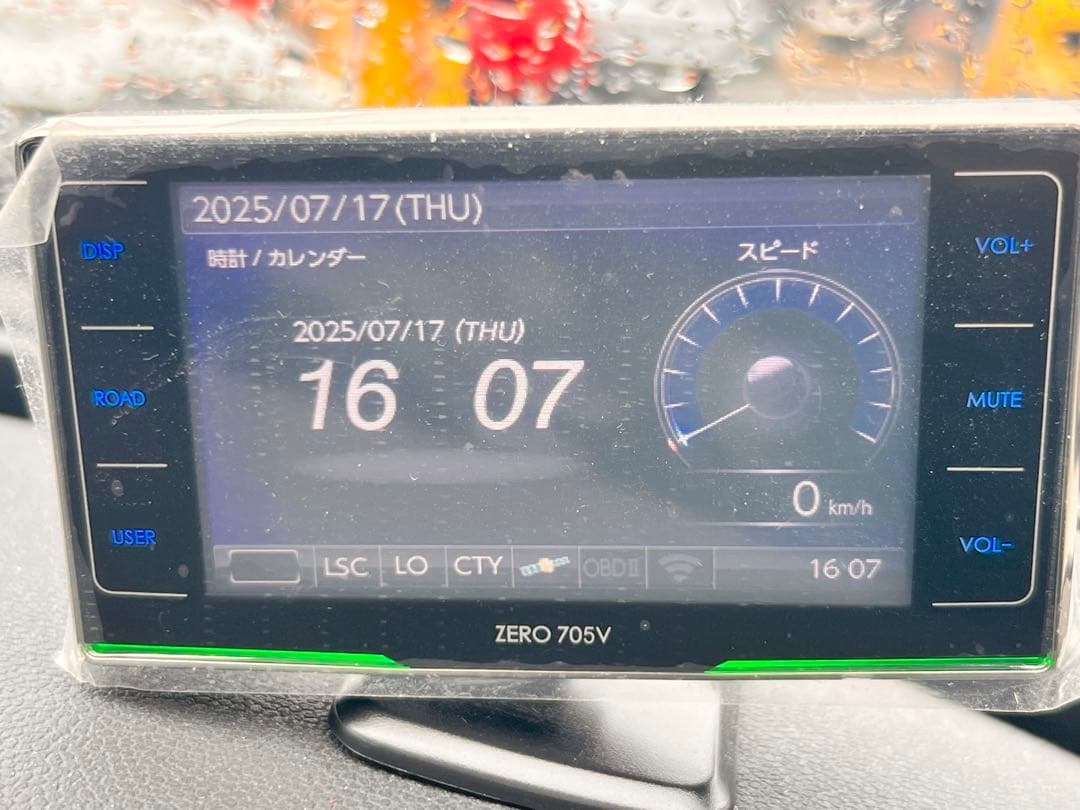 2025/07/17(THU)
時計 / カレンダー
スピード
2025/07/17 (THU)
16 07
0 km/h
LSC LO CTY OBDⅡ 16 07
DISP
ROAD
USER
VOL+
MUTE
VOL−
ZERO 705V